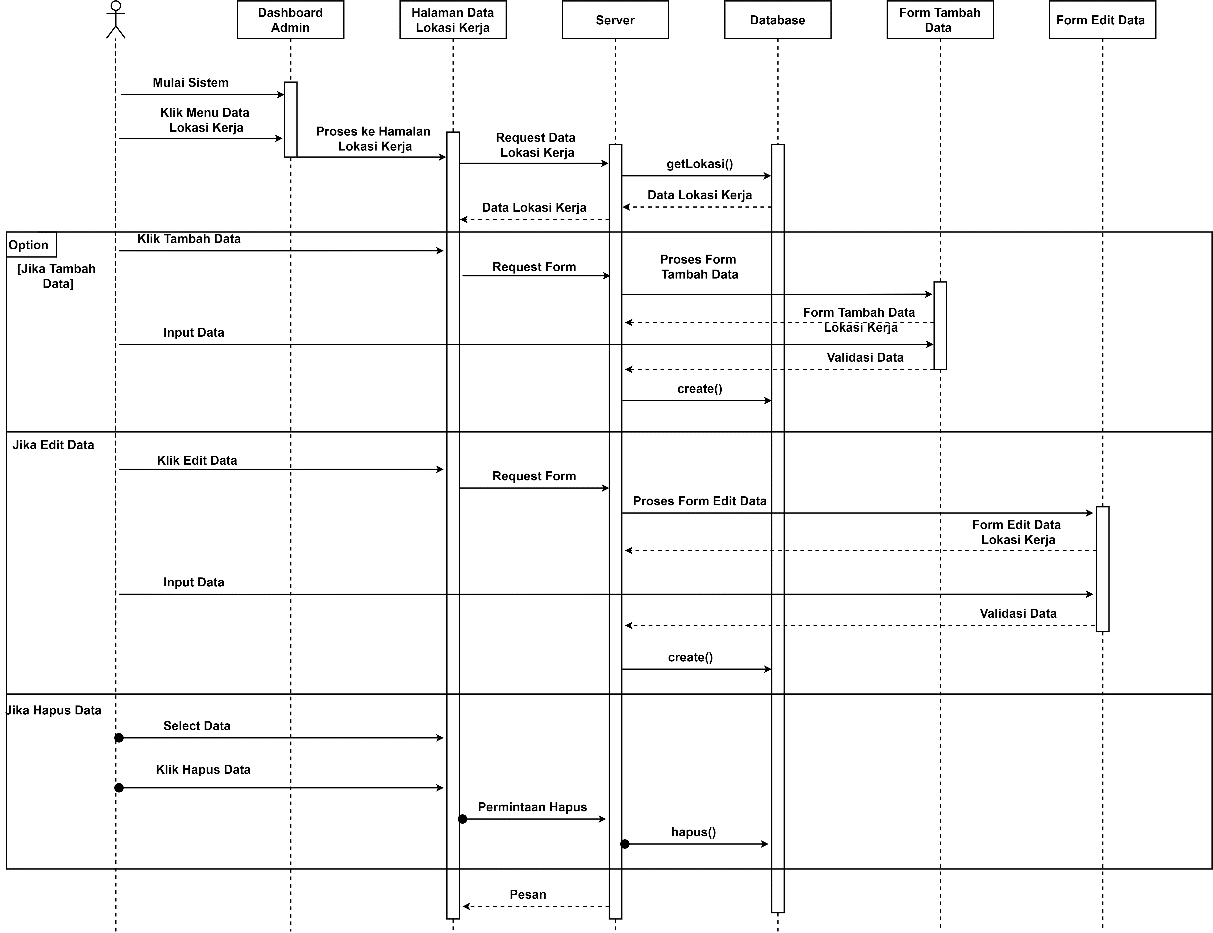 Dashboard
Admin
Halaman Data
Lokasi Kerja
Server
Database
Form Tambah
Data
Form Edit Data
Mulai Sistem
Klik Menu Data
Lokasi Kerja
Proses ke Hamalan
Lokasi Kerja
Request Data
Lokasi Kerja
getLokasi()
Data Lokasi Kerja
Data Lokasi Kerja
Option
[Jika Tambah
Data]
Klik Tambah Data
Request Form
Proses Form
Tambah Data
Form Tambah Data
Lokasi Kerja
Input Data
Validasi Data
create()
Jika Edit Data
Klik Edit Data
Request Form
Proses Form Edit Data
Form Edit Data
Lokasi Kerja
Input Data
Validasi Data
create()
Jika Hapus Data
Select Data
Klik Hapus Data
Permintaan Hapus
hapus()
Pesan